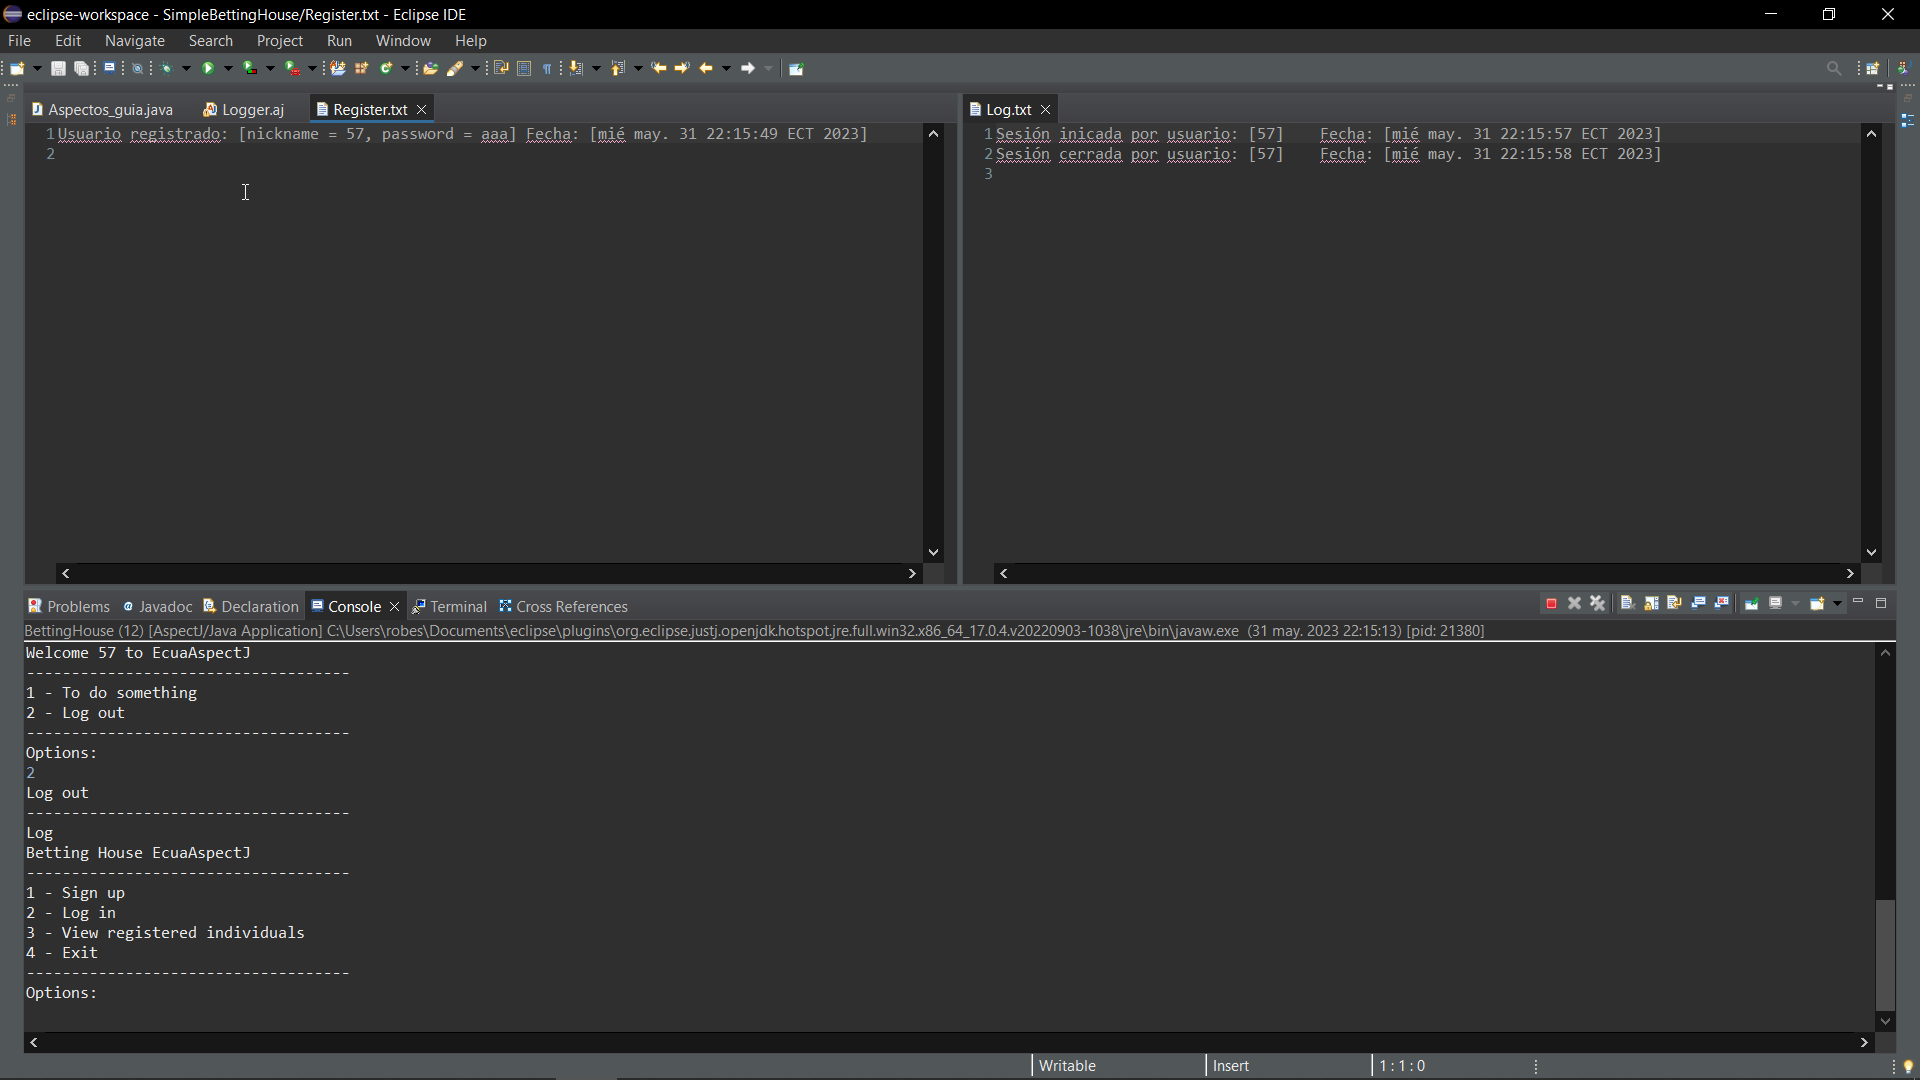 eclipse-workspace - SimpleBettingHouse/Register.txt - Eclipse IDE
File Edit Navigate Search Project Run Window Help
Aspectos_guia.java Logger.aj Register.txt
1 Usuario registrado: [nickname = 57, password = aaa] Fecha: [mié may. 31 22:15:49 ECT 2023]
2
Log.txt
1 Sesión inicada por usuario: [57] Fecha: [mié may. 31 22:15:57 ECT 2023]
2 Sesión cerrada por usuario: [57] Fecha: [mié may. 31 22:15:58 ECT 2023]
3
Problems Javadoc Declaration Console Terminal Cross References
BettingHouse (12) [AspectJ/Java Application] C:\Users\robes\Documents\eclipse\plugins\org.eclipse.justj.openjdk.hotspot.jre.full.win32.x86_64_17.0.4.v20220903-1038\jre\bin\javaw.exe (31 may. 2023 22:15:13) [pid: 21380]
Welcome 57 to EcuaAspectJ
------------------------------------
1 - To do something
2 - Log out
------------------------------------
Options:
2
Log out
------------------------------------
Log
Betting House EcuaAspectJ
------------------------------------
1 - Sign up
2 - Log in
3 - View registered individuals
4 - Exit
------------------------------------
Options:
Writable Insert 1 : 1 : 0